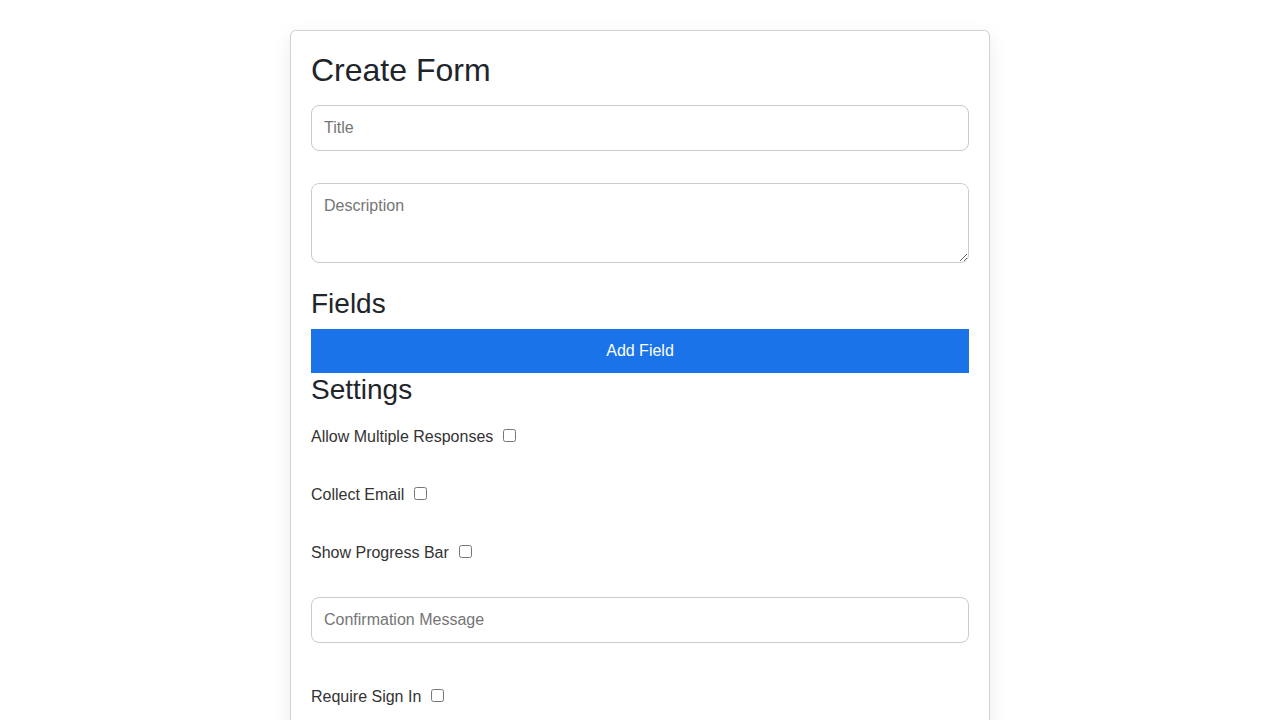 Create Form
Title
Description
Fields
Add Field
Settings
Allow Multiple Responses
Collect Email
Show Progress Bar
Confirmation Message
Require Sign In